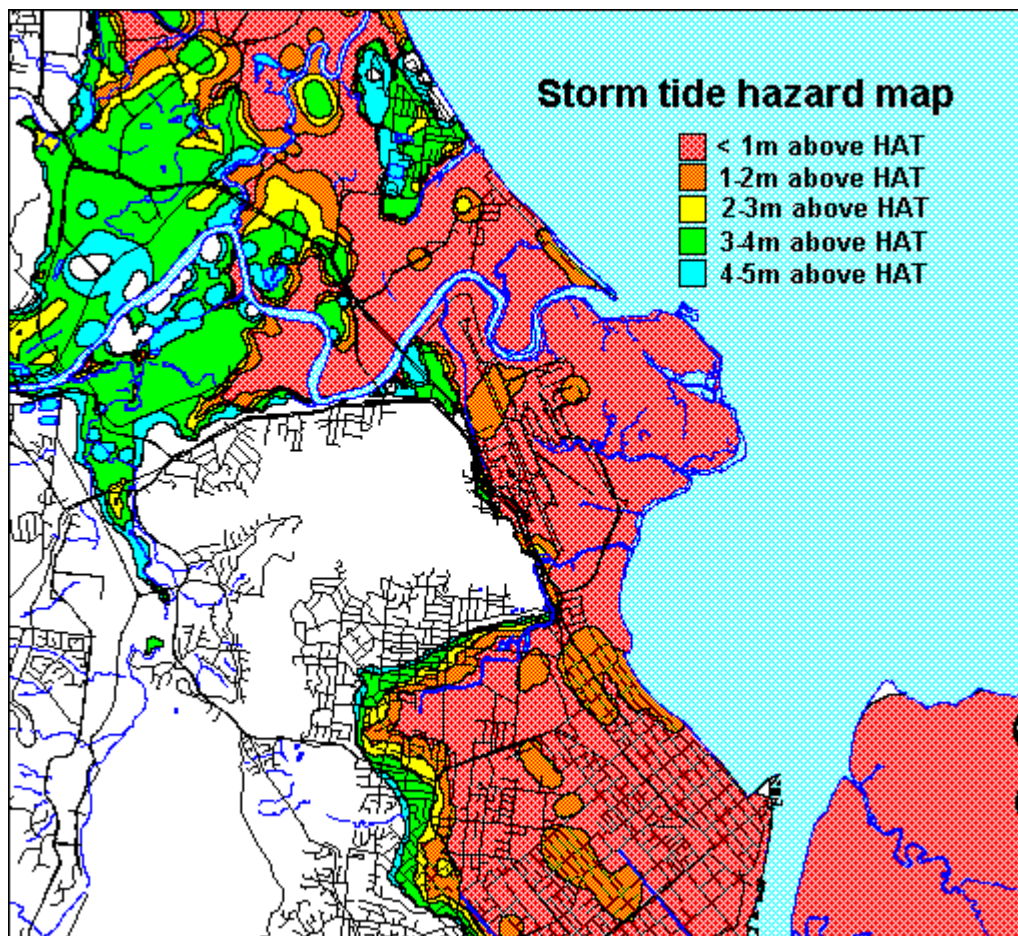 Storm tide hazard map
< 1m above HAT
1-2m above HAT
2-3m above HAT
3-4m above HAT
4-5m above HAT